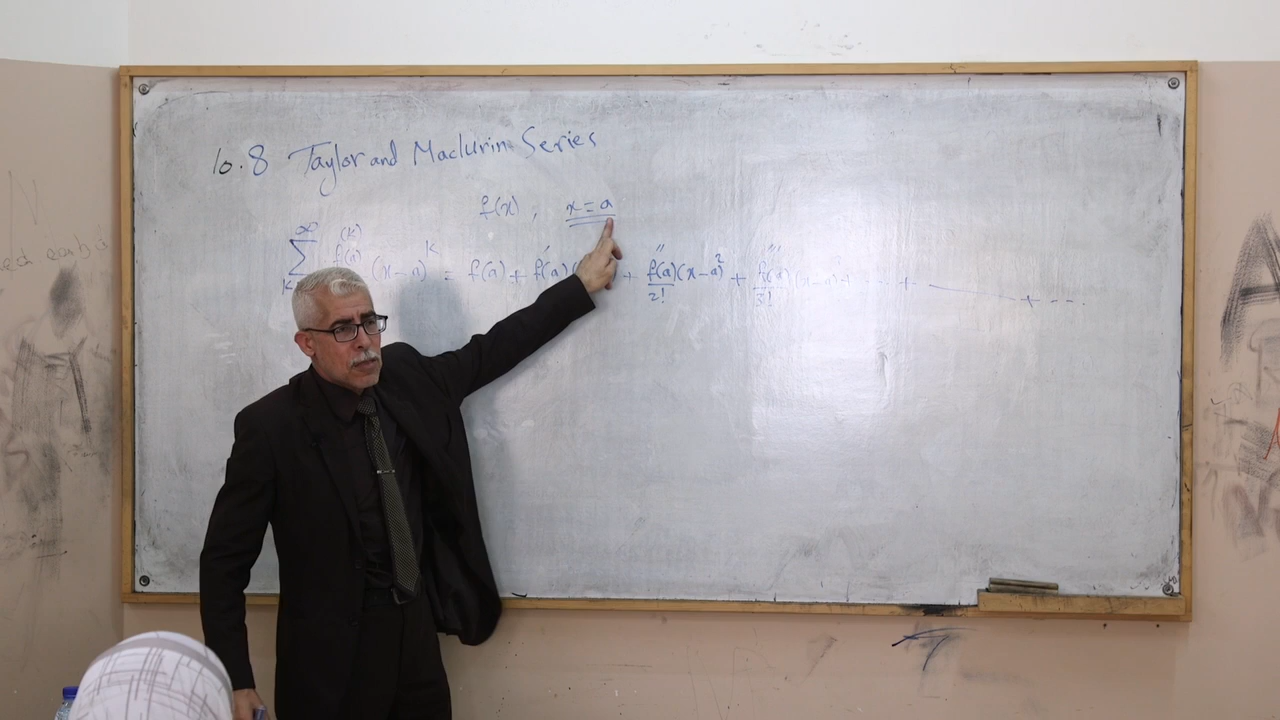 10.8 Taylor and Maclurin Series
f(x), x=a
∞ Σ K f^(k)(a) (x-a)^k = f(a) + f'(a)( + f''(a)/2! (x-a)^2 + f'''(a)/3! (x-a) + ... + ——— + ---